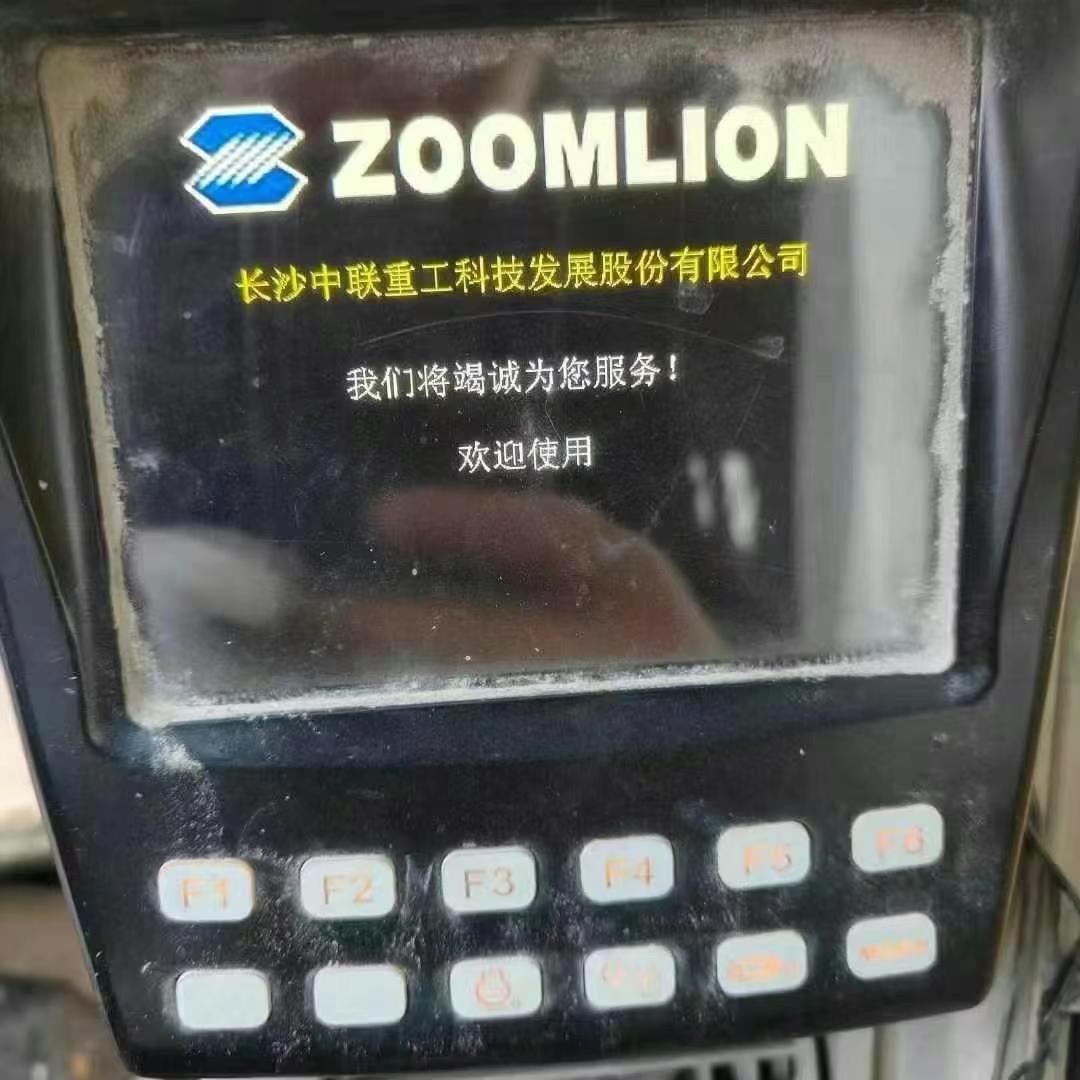 ZOOMLION
长沙中联重工科技发展股份有限公司
我们将竭诚为您服务!
欢迎使用
F1 F2 F3 F4 F5 F6